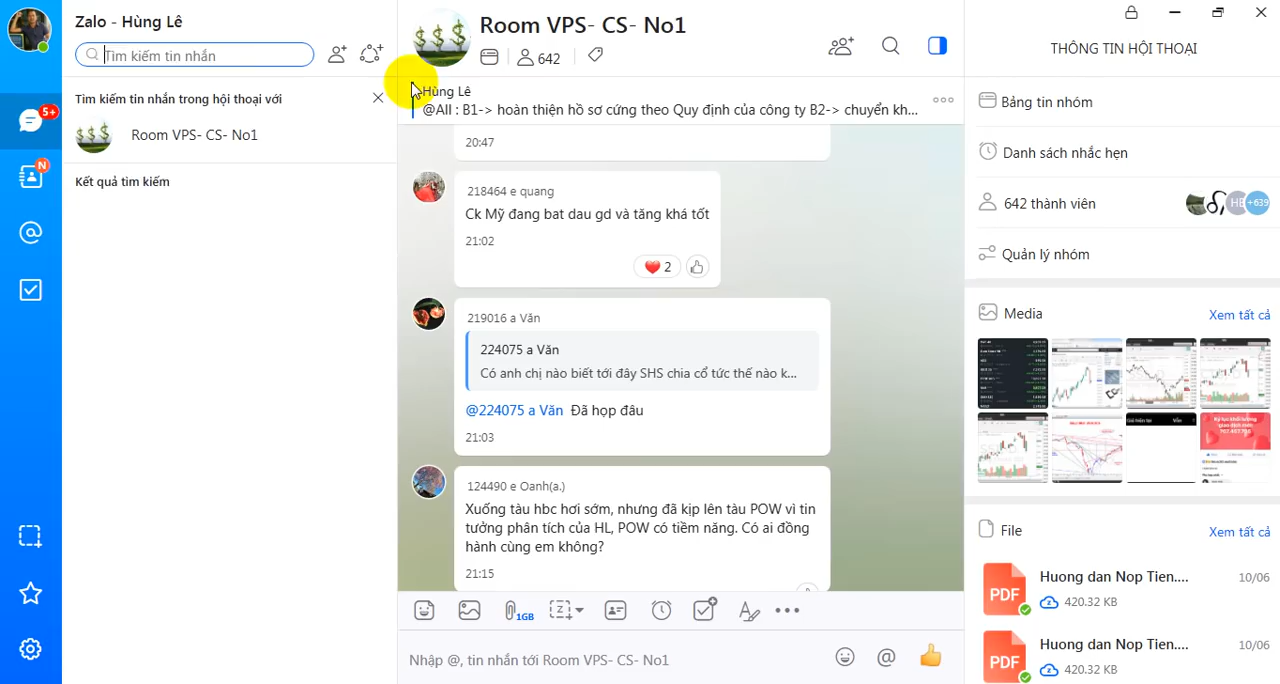 Zalo - Hùng Lê
Tìm kiếm tin nhắn
Tìm kiếm tin nhắn trong hội thoại với
Room VPS- CS- No1
Kết quả tìm kiếm
5+
N
Room VPS- CS- No1
642
Hùng Lê
@All : B1-> hoàn thiện hồ sơ cứng theo Quy định của công ty B2-> chuyển kh...
20:47
218464 e quang
Ck Mỹ đang bat dau gd và tăng khá tốt
21:02
2
219016 a Văn
224075 a Văn
Có anh chị nào biết tới đây SHS chia cổ tức thế nào k...
@224075 a Văn Đã họp đâu
21:03
124490 e Oanh(a.)
Xuống tàu hbc hơi sớm, nhưng đã kịp lên tàu POW vì tin
tưởng phân tích của HL, POW có tiềm năng. Có ai đồng
hành cùng em không?
21:15
1GB
Nhập @, tin nhắn tới Room VPS- CS- No1
THÔNG TIN HỘI THOẠI
Bảng tin nhóm
Danh sách nhắc hẹn
642 thành viên
+639
Quản lý nhóm
Media
Xem tất cả
File
Xem tất cả
PDF
Huong dan Nop Tien....
10/06
420.32 KB
PDF
Huong dan Nop Tien....
10/06
420.32 KB